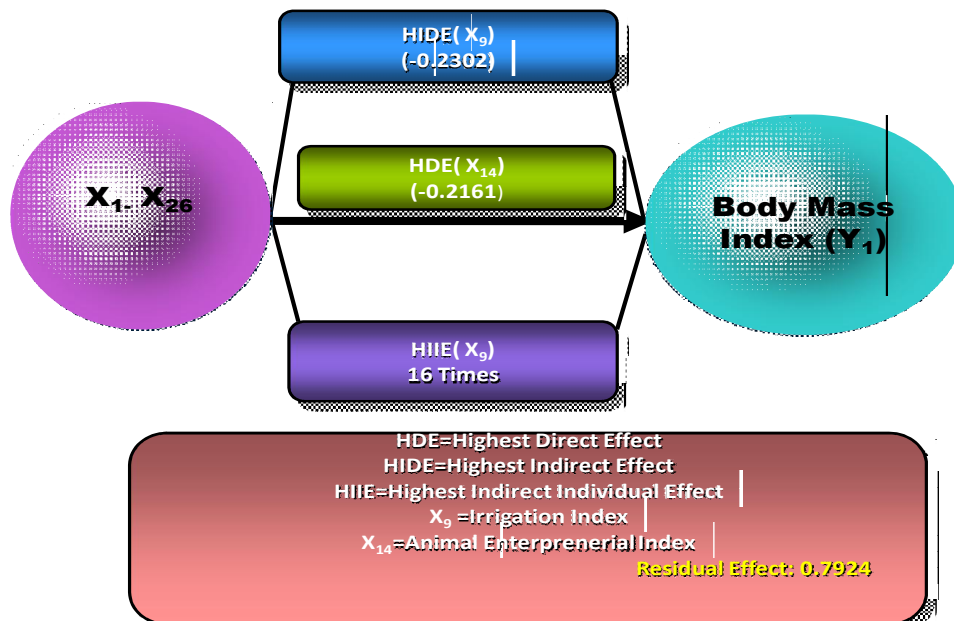 HIDE( X₉)
(-0.2302)
HDE( X₁₄)
(-0.2161)
X₁- X₂₆
Body Mass
Index (Y₁)
HIIE( X₉)
16 Times
HDE=Highest Direct Effect
HIDE=Highest Indirect Effect
HIIE=Highest Indirect Individual Effect
X₉ =Irrigation Index
X₁₄=Animal Enterprenerial Index
Residual Effect: 0.7924